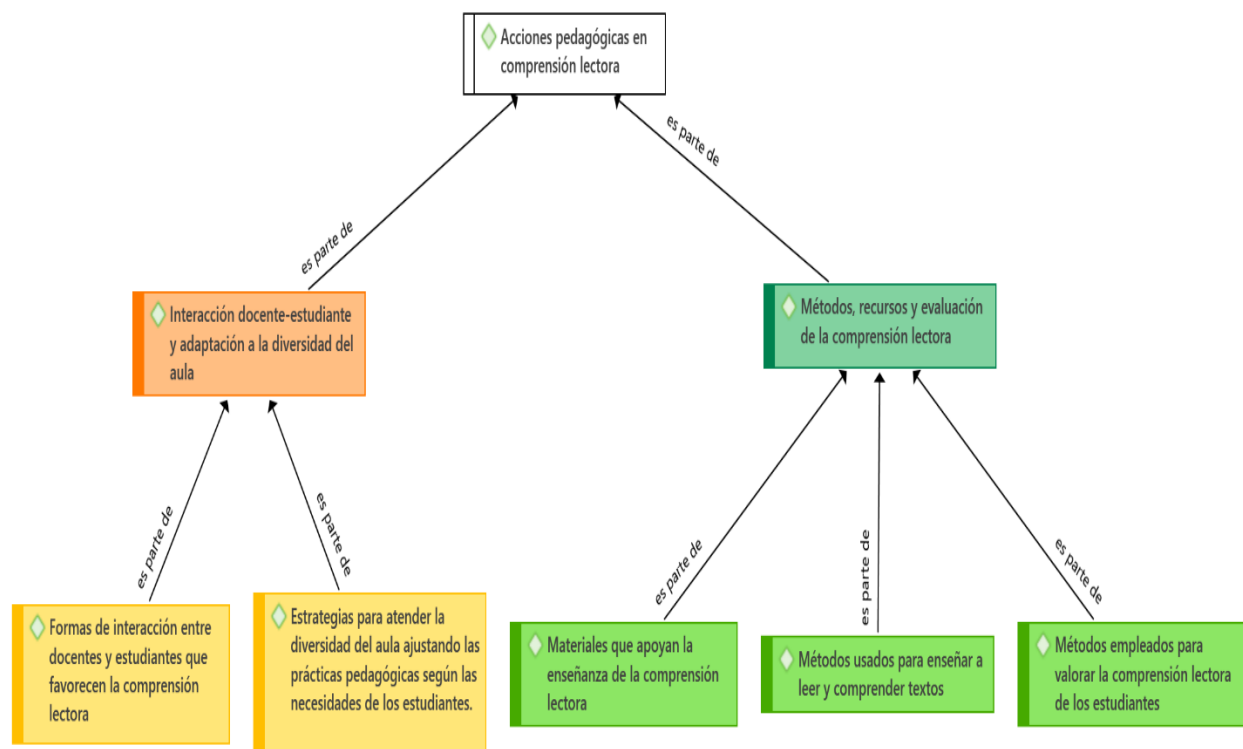 Acciones pedagógicas en
comprensión lectora
es parte de
es parte de
Interacción docente-estudiante
y adaptación a la diversidad del
aula
Métodos, recursos y evaluación
de la comprensión lectora
es parte de
es parte de
es parte de
es parte de
es parte de
Formas de interacción entre
docentes y estudiantes que
favorecen la comprensión
lectora
Estrategias para atender la
diversidad del aula ajustando las
prácticas pedagógicas según las
necesidades de los estudiantes.
Materiales que apoyan la
enseñanza de la comprensión
lectora
Métodos usados para enseñar a
leer y comprender textos
Métodos empleados para
valorar la comprensión lectora
de los estudiantes